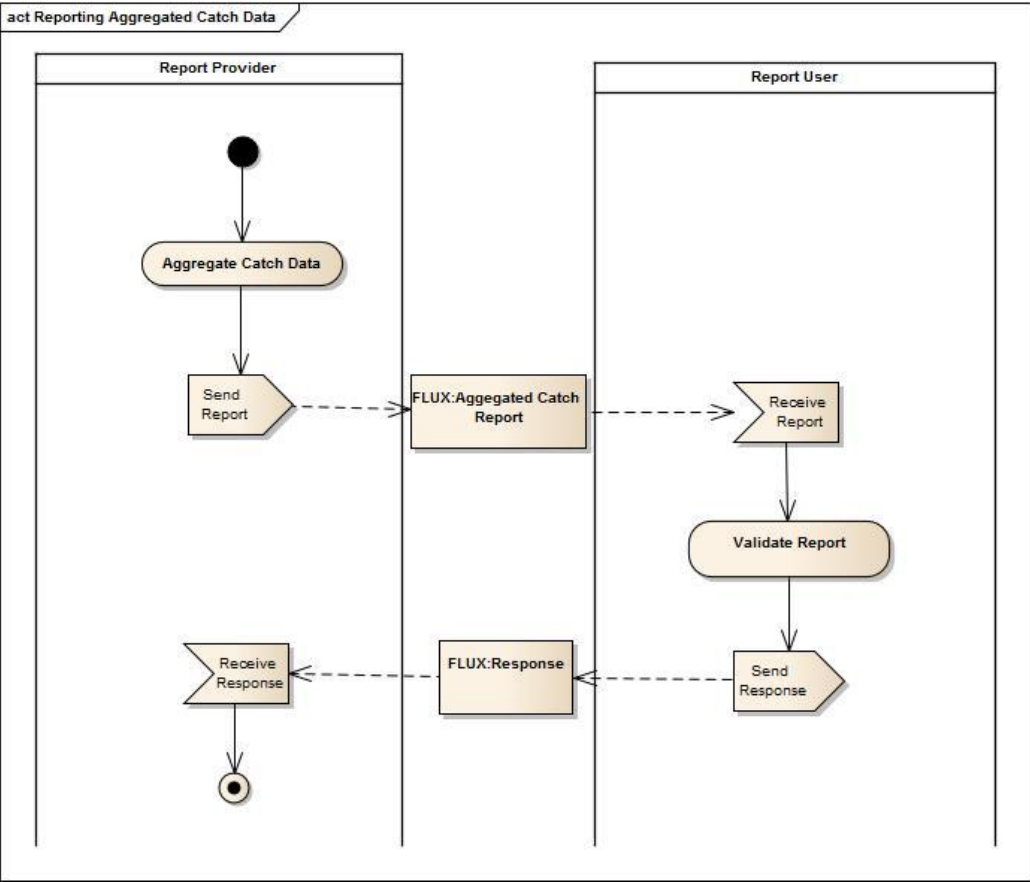 act Reporting Aggregated Catch Data
Report Provider
Report User
Aggregate Catch Data
Send
Report
FLUX:Aggegated Catch
Report
Receive
Report
Validate Report
Receive
Response
FLUX:Response
Send
Response